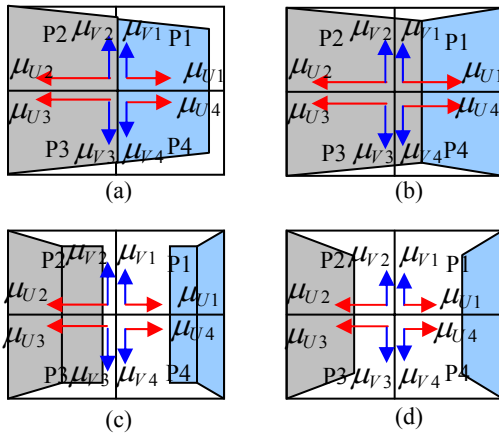 P2 μV2 μV1 P1
μU2 μU1
μU3 μU4
P3 μV3 μV4 P4
(a)
μV2 μV1
P2 P1
μU2 μU1
μU3 μU4
P3 μV3 μV4 P4
(b)
P2 μV2 μV1 P1
μU2 μU1
μU3 μU4
P3 μV3 μV4 P4
(c)
P2 μV2 μV1 P1
μU2 μU1
μU3 μU4
P3 μV3 μV4 P4
(d)